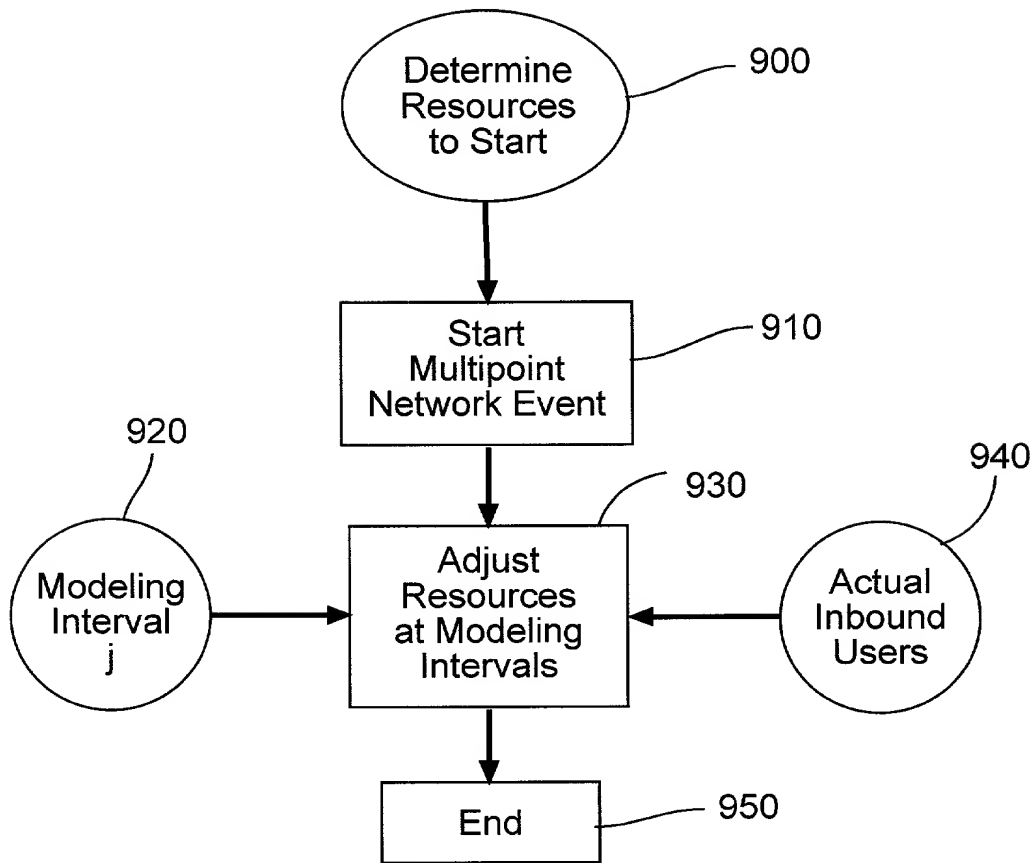 Determine
Resources
to Start
900
Start
Multipoint
Network Event
910
920
Modeling
Interval
j
930
Adjust
Resources
at Modeling
Intervals
940
Actual
Inbound
Users
End
950